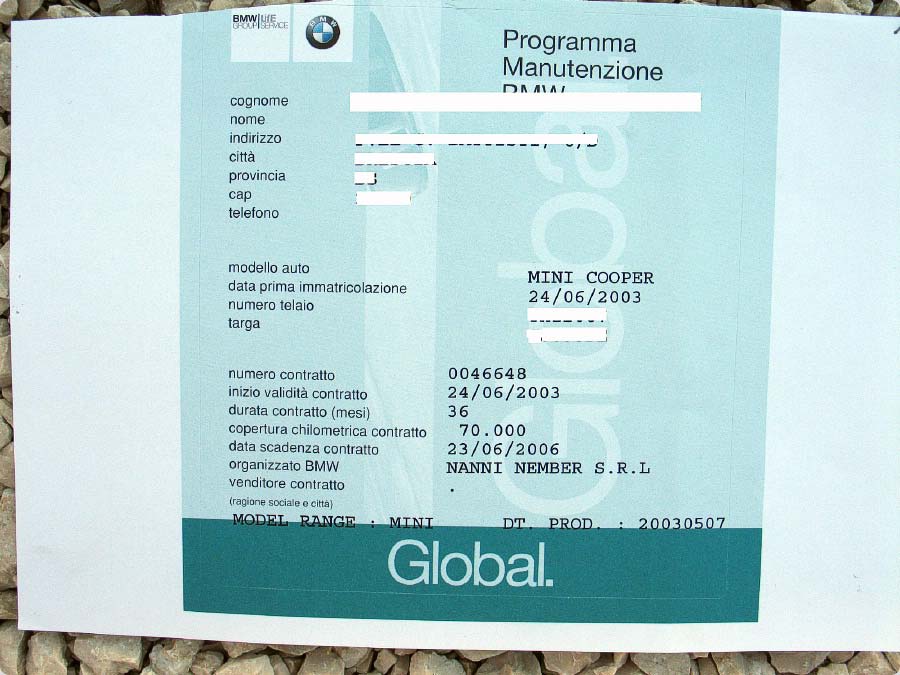 BMW LIFE
GROUP SERVICE
BMW
Programma
Manutenzione
BMW
cognome
nome
indirizzo
città
provincia
cap
telefono
modello auto MINI COOPER
data prima immatricolazione 24/06/2003
numero telaio
targa
numero contratto 0046648
inizio validità contratto 24/06/2003
durata contratto (mesi) 36
copertura chilometrica contratto 70.000
data scadenza contratto 23/06/2006
organizzato BMW NANNI NEMBER S.R.L
venditore contratto .
(ragione sociale e città)
MODEL RANGE : MINI DT. PROD. : 20030507
Global
Global.